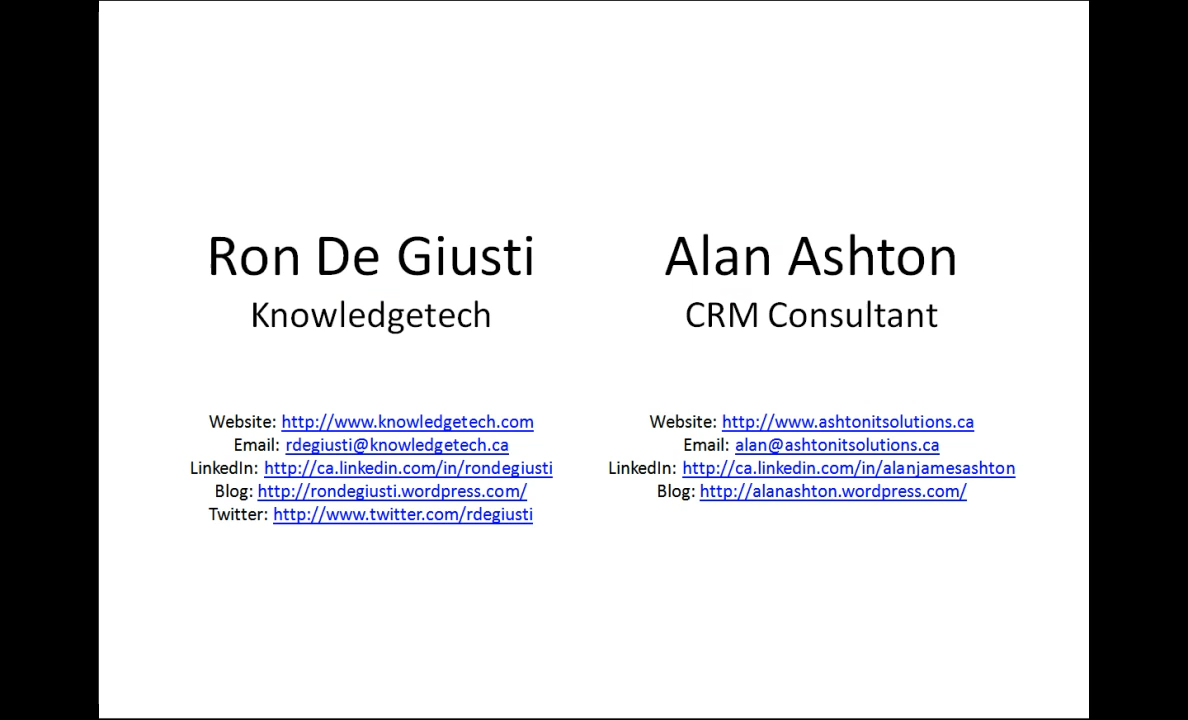 Ron De Giusti
Knowledgetech
Website: http://www.knowledgetech.com
Email: rdegiusti@knowledgetech.ca
LinkedIn: http://ca.linkedin.com/in/rondegiusti
Blog: http://rondegiusti.wordpress.com/
Twitter: http://www.twitter.com/rdegiusti
Alan Ashton
CRM Consultant
Website: http://www.ashtonitsolutions.ca
Email: alan@ashtonitsolutions.ca
LinkedIn: http://ca.linkedin.com/in/alanjamesashton
Blog: http://alanashton.wordpress.com/